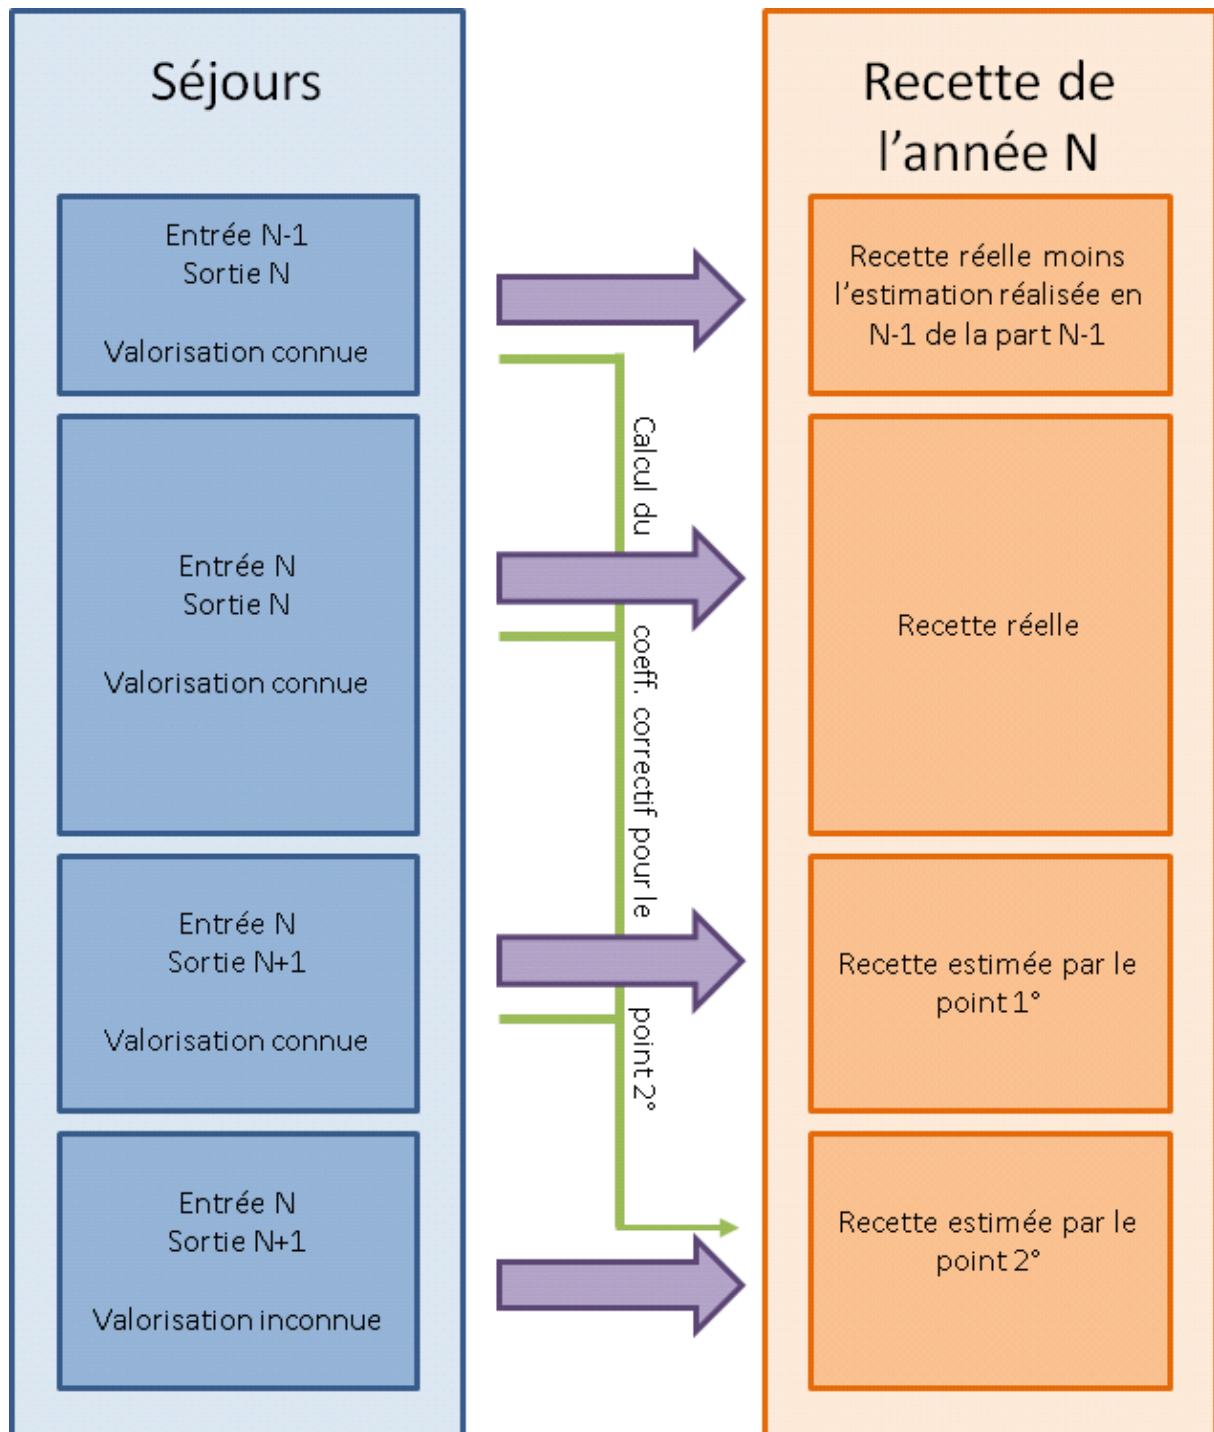 Séjours
Entrée N-1
Sortie N
Valorisation connue
Entrée N
Sortie N
Valorisation connue
Entrée N
Sortie N+1
Valorisation connue
Entrée N
Sortie N+1
Valorisation inconnue
Calcul du coeff. correctif pour le point 2°
Recette de
l'année N
Recette réelle moins
l'estimation réalisée en
N-1 de la part N-1
Recette réelle
Recette estimée par le
point 1°
Recette estimée par le
point 2°